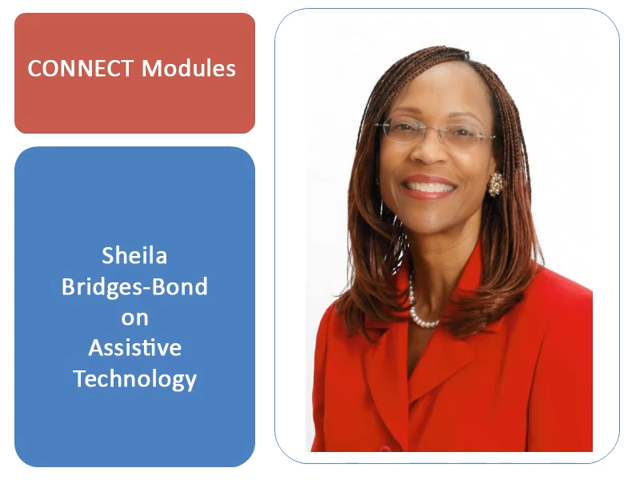 CONNECT Modules
Sheila
Bridges-Bond
on
Assistive
Technology